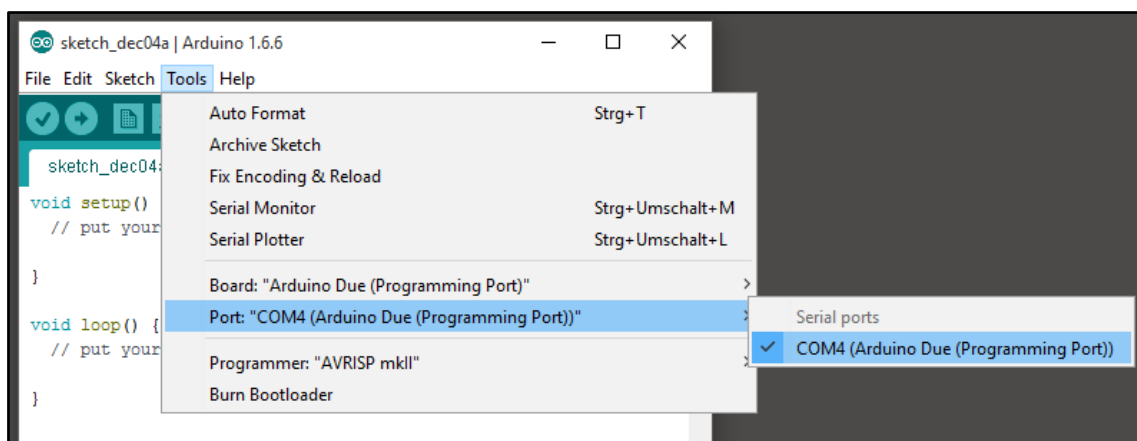 sketch_dec04a | Arduino 1.6.6
File Edit Sketch Tools Help
Auto Format Strg+T
Archive Sketch
Fix Encoding & Reload
Serial Monitor Strg+Umschalt+M
Serial Plotter Strg+Umschalt+L
Board: "Arduino Due (Programming Port)"
Port: "COM4 (Arduino Due (Programming Port))"
Programmer: "AVRISP mkII"
Burn Bootloader
Serial ports
COM4 (Arduino Due (Programming Port))
sketch_dec04
void setup()
// put your
}
void loop() {
// put your
}